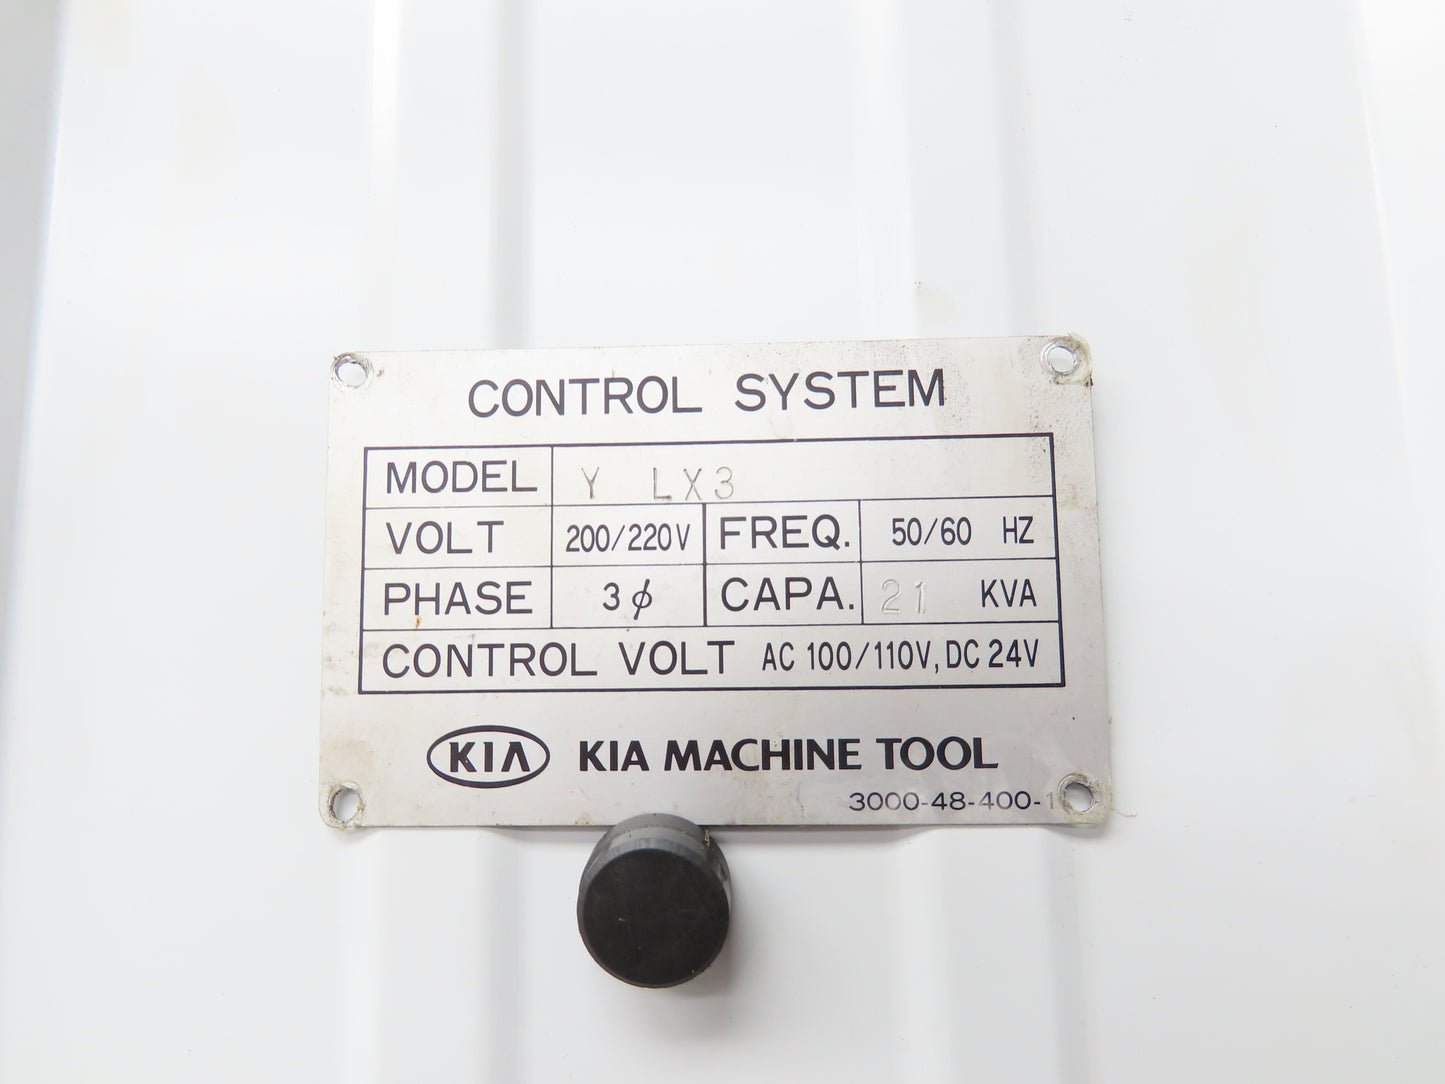 CONTROL SYSTEM
MODEL Y LX3
VOLT 200/220V FREQ. 50/60 HZ
PHASE 3ϕ CAPA. 21 KVA
CONTROL VOLT AC 100/110V, DC 24V
KIA KIA MACHINE TOOL
3000-48-400-1